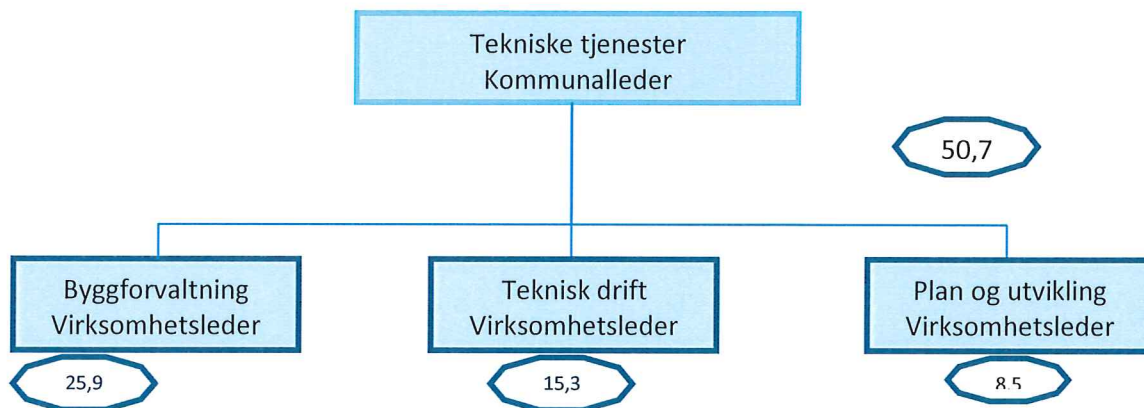 Tekniske tjenester
Kommunalleder
50,7
Byggforvaltning
Virksomhetsleder
Teknisk drift
Virksomhetsleder
Plan og utvikling
Virksomhetsleder
25,9
15,3
8,5